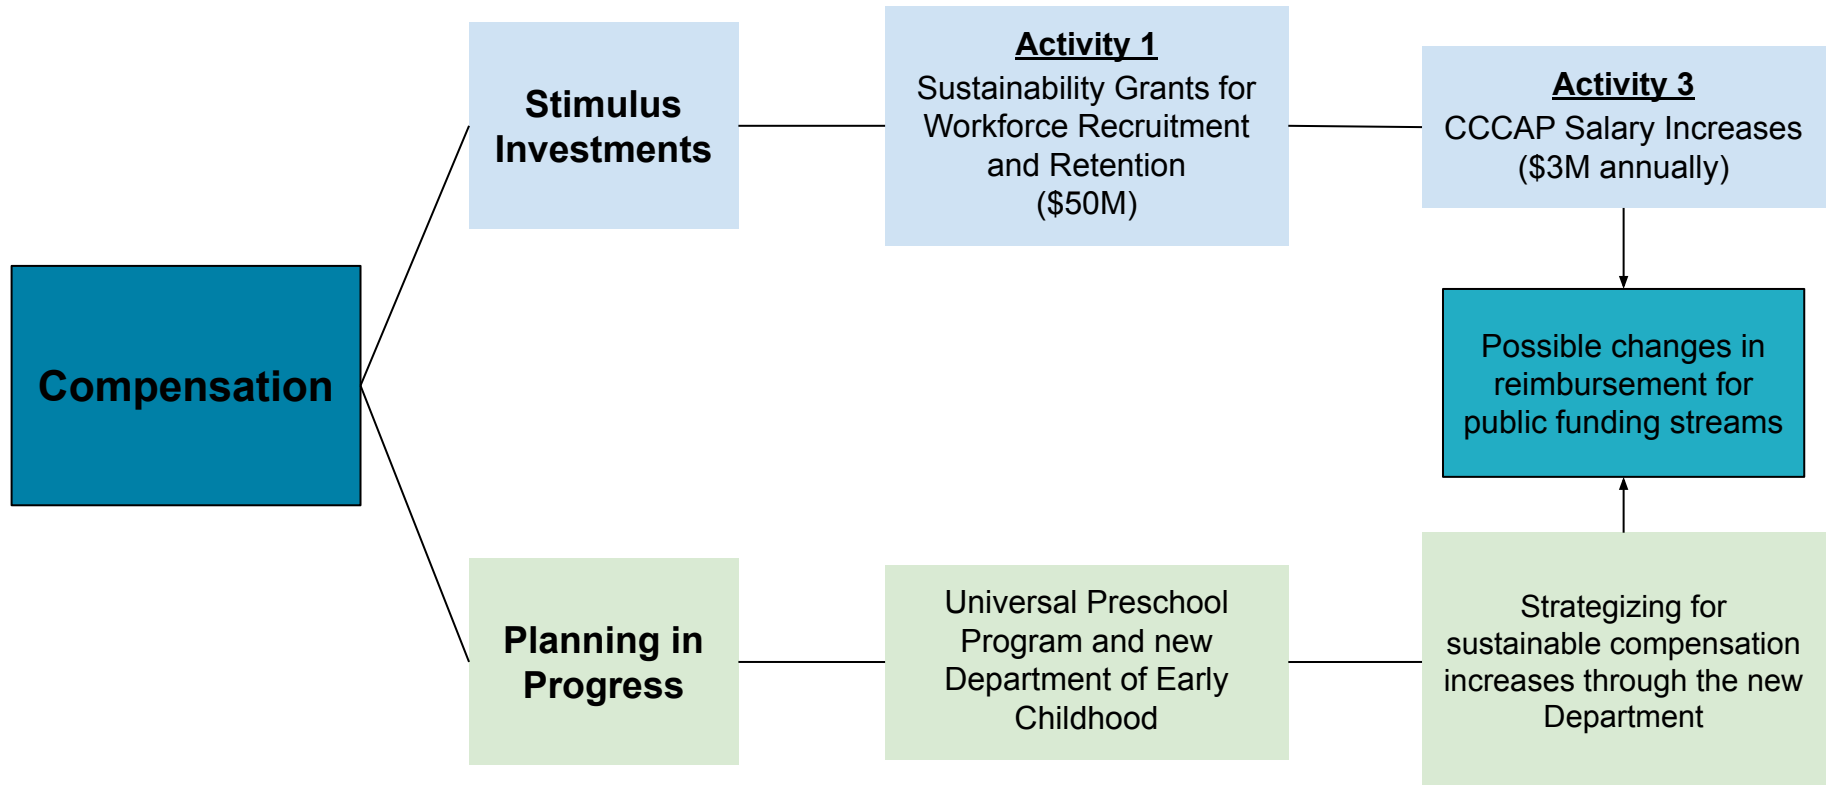 Compensation
Stimulus
Investments
Activity 1
Sustainability Grants for
Workforce Recruitment
and Retention
($50M)
Activity 3
CCCAP Salary Increases
($3M annually)
Possible changes in
reimbursement for
public funding streams
Planning in
Progress
Universal Preschool
Program and new
Department of Early
Childhood
Strategizing for
sustainable compensation
increases through the new
Department